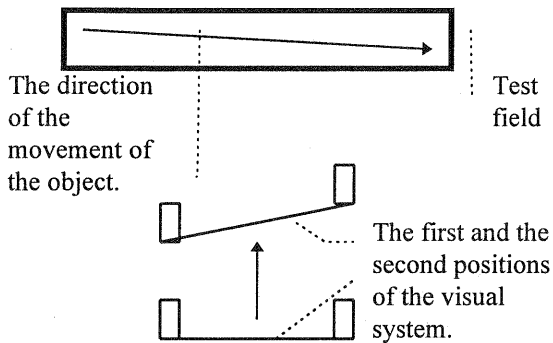 The direction
of the
movement of
the object.
Test
field
The first and the
second positions
of the visual
system.